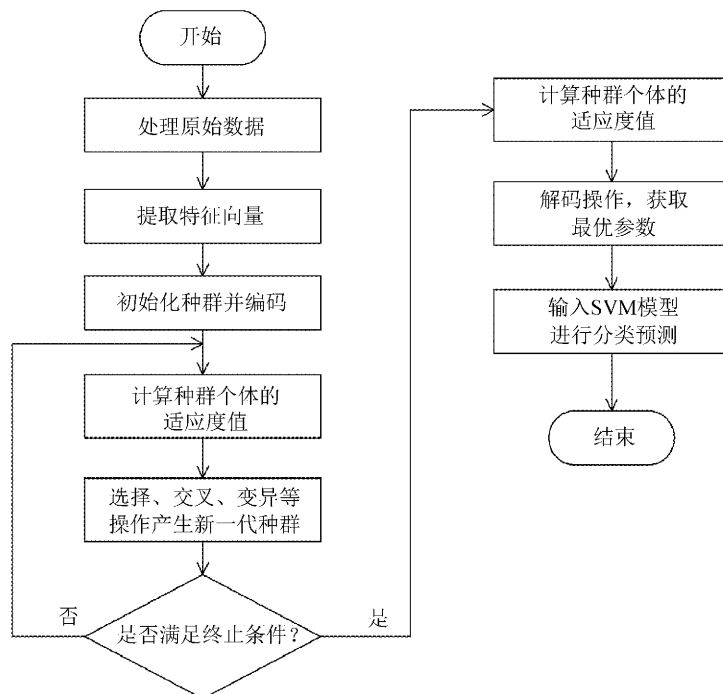 开始
处理原始数据
提取特征向量
初始化种群并编码
计算种群个体的
适应度值
选择、交叉、变异等
操作产生新一代种群
否
是否满足终止条件?
是
计算种群个体的
适应度值
解码操作，获取
最优参数
输入SVM模型
进行分类预测
结束